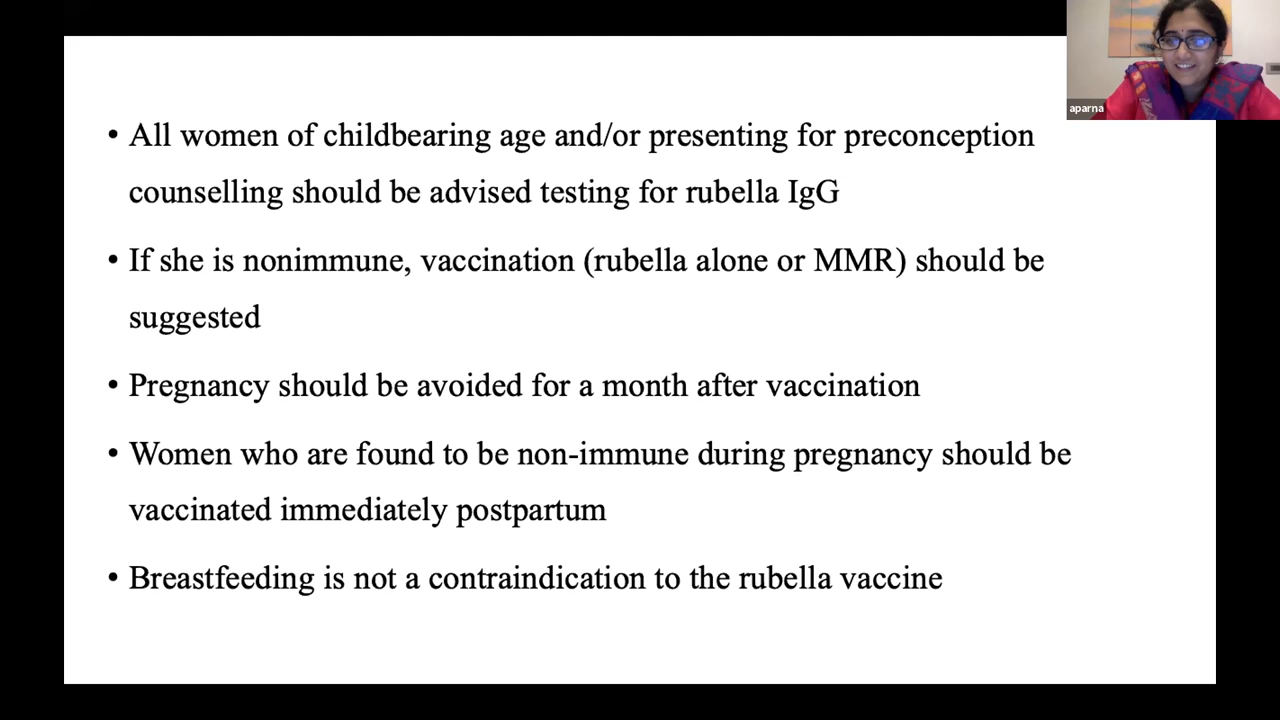 aparna
• All women of childbearing age and/or presenting for preconception
counselling should be advised testing for rubella IgG
• If she is nonimmune, vaccination (rubella alone or MMR) should be
suggested
• Pregnancy should be avoided for a month after vaccination
• Women who are found to be non-immune during pregnancy should be
vaccinated immediately postpartum
• Breastfeeding is not a contraindication to the rubella vaccine